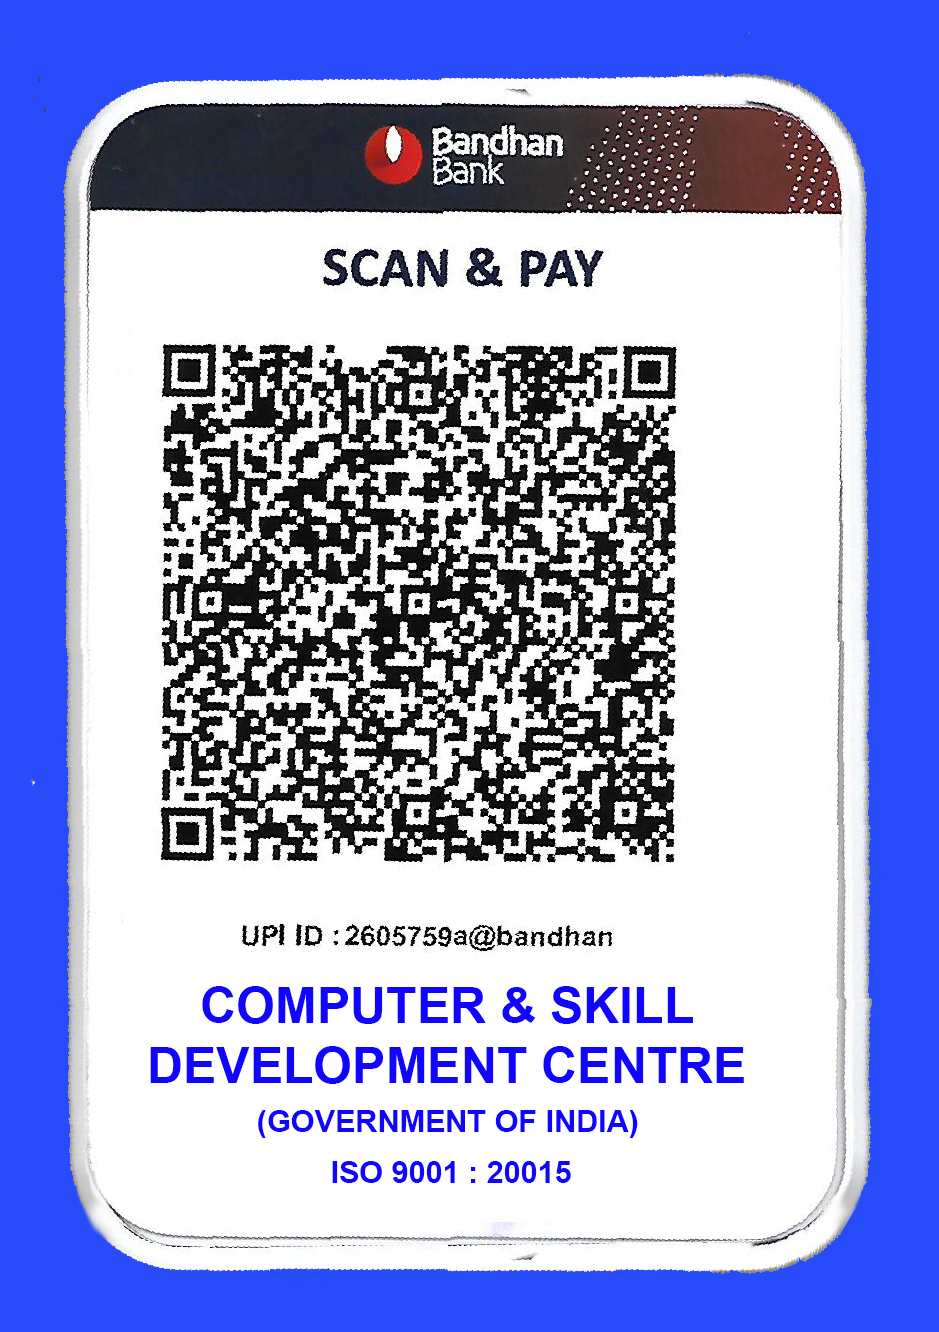 Bandhan
Bank
SCAN & PAY
UPI ID : 2605759a@bandhan
COMPUTER & SKILL
DEVELOPMENT CENTRE
(GOVERNMENT OF INDIA)
ISO 9001 : 20015